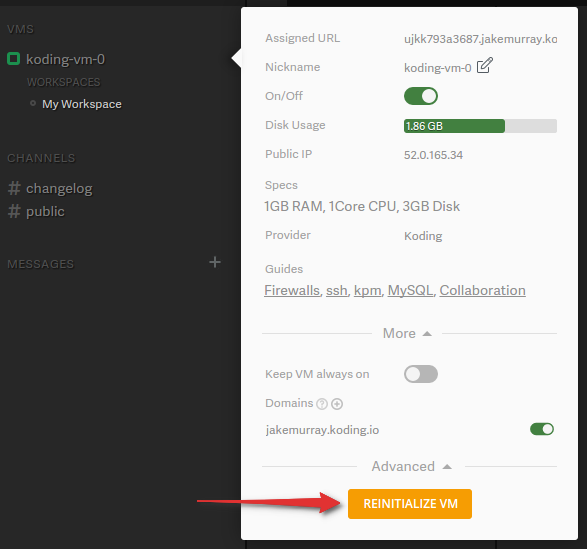 VMS
koding-vm-0
WORKSPACES
My Workspace
CHANNELS
# changelog
# public
MESSAGES +
Assigned URL ujkk793a3687.jakemurray.ko
Nickname koding-vm-0
On/Off
Disk Usage 1.86 GB
Public IP 52.0.165.34
Specs
1GB RAM, 1Core CPU, 3GB Disk
Provider Koding
Guides
Firewalls, ssh, kpm, MySQL, Collaboration
More
Keep VM always on
Domains ? +
jakemurray.koding.io
Advanced
REINITIALIZE VM